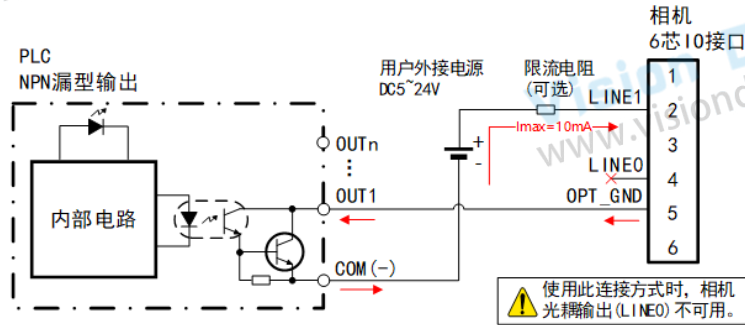 相机
6芯IO接口
PLC
NPN漏型输出
用户外接电源
DC5~24V
限流电阻
(可选)
LINE1
1
2
3
4
5
6
Imax=10mA
+
-
LINE0
OPT_GND
OUTn
OUT1
COM(-)
内部电路
使用此连接方式时，相机
光耦输出(LINE0)不可用。
Vision
www.visiond